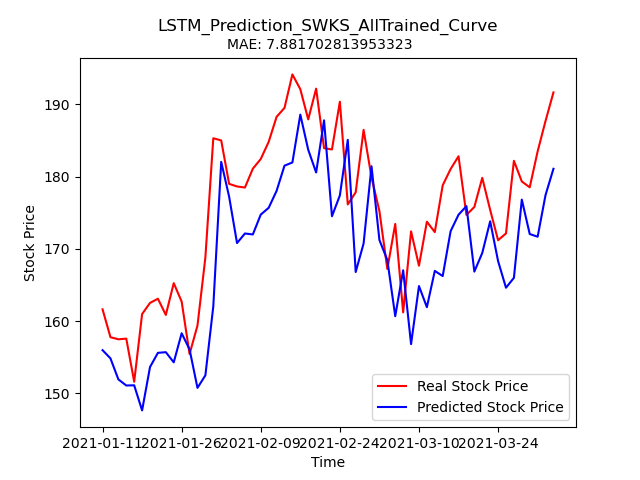 LSTM_Prediction_SWKS_AllTrained_Curve
MAE: 7.881702813953323
Stock Price
190
180
170
160
150
Real Stock Price
Predicted Stock Price
2021-01-11 2021-01-26 2021-02-09 2021-02-24 2021-03-10 2021-03-24
Time